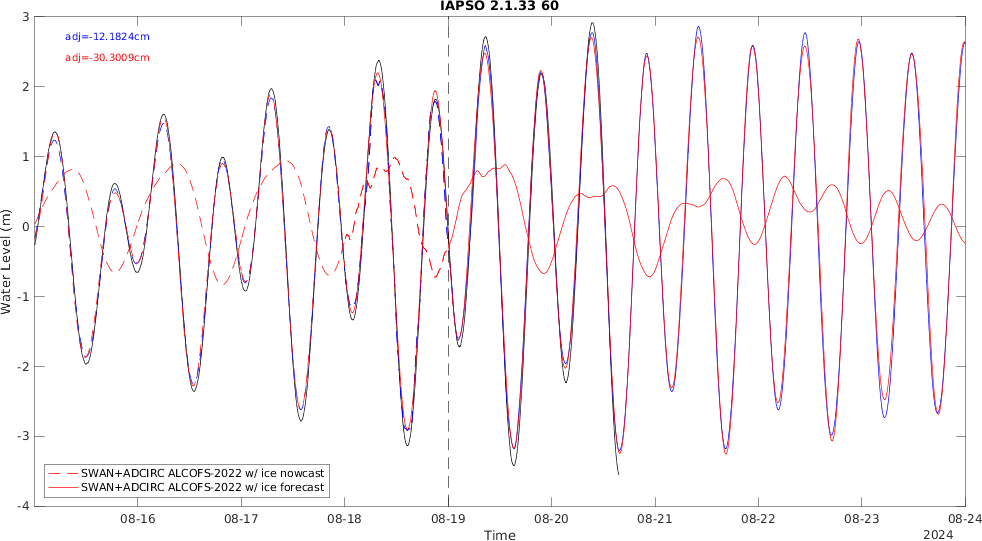 IAPSO 2.1.33 60
adj=-12.1824cm
adj=-30.3009cm
3
2
1
0
-1
-2
-3
-4
Water Level (m)
SWAN+ADCIRC ALCOFS-2022 w/ ice nowcast
SWAN+ADCIRC ALCOFS-2022 w/ ice forecast
08-16 08-17 08-18 08-19 08-20 08-21 08-22 08-23 08-24
Time 2024